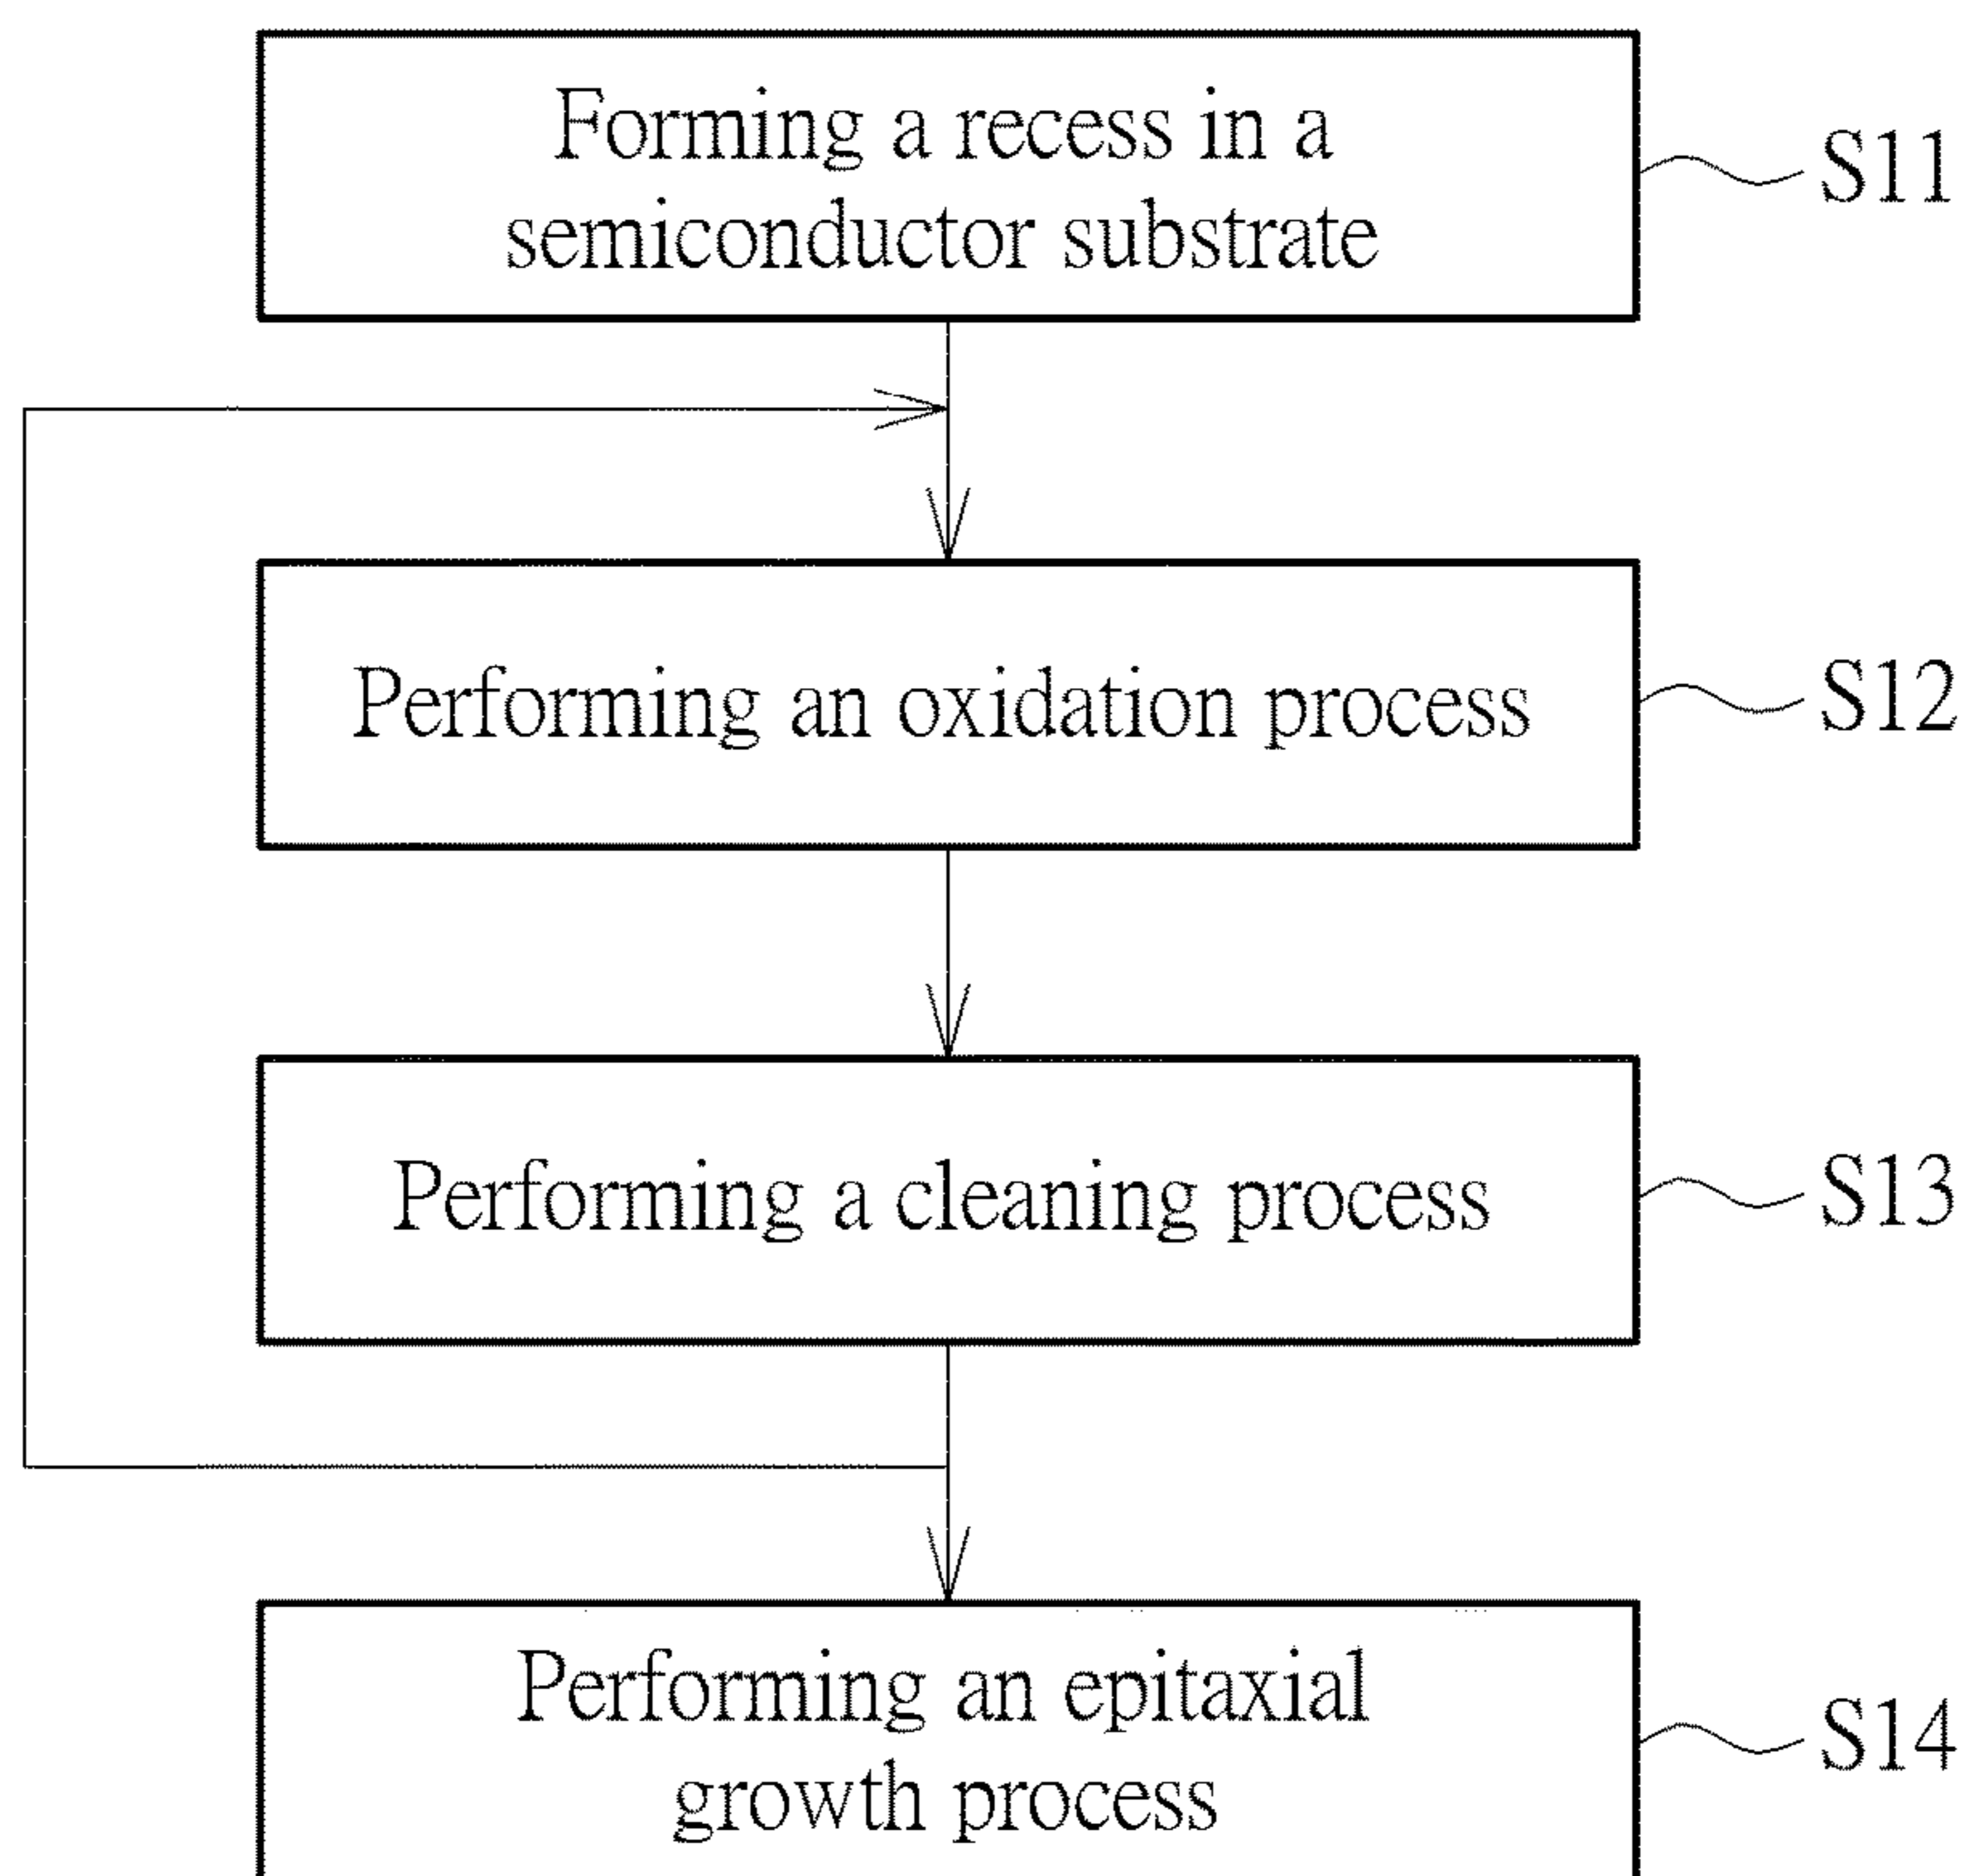 Forming a recess in a
semiconductor substrate
S11
Performing an oxidation process
S12
Performing a cleaning process
S13
Performing an epitaxial
growth process
S14